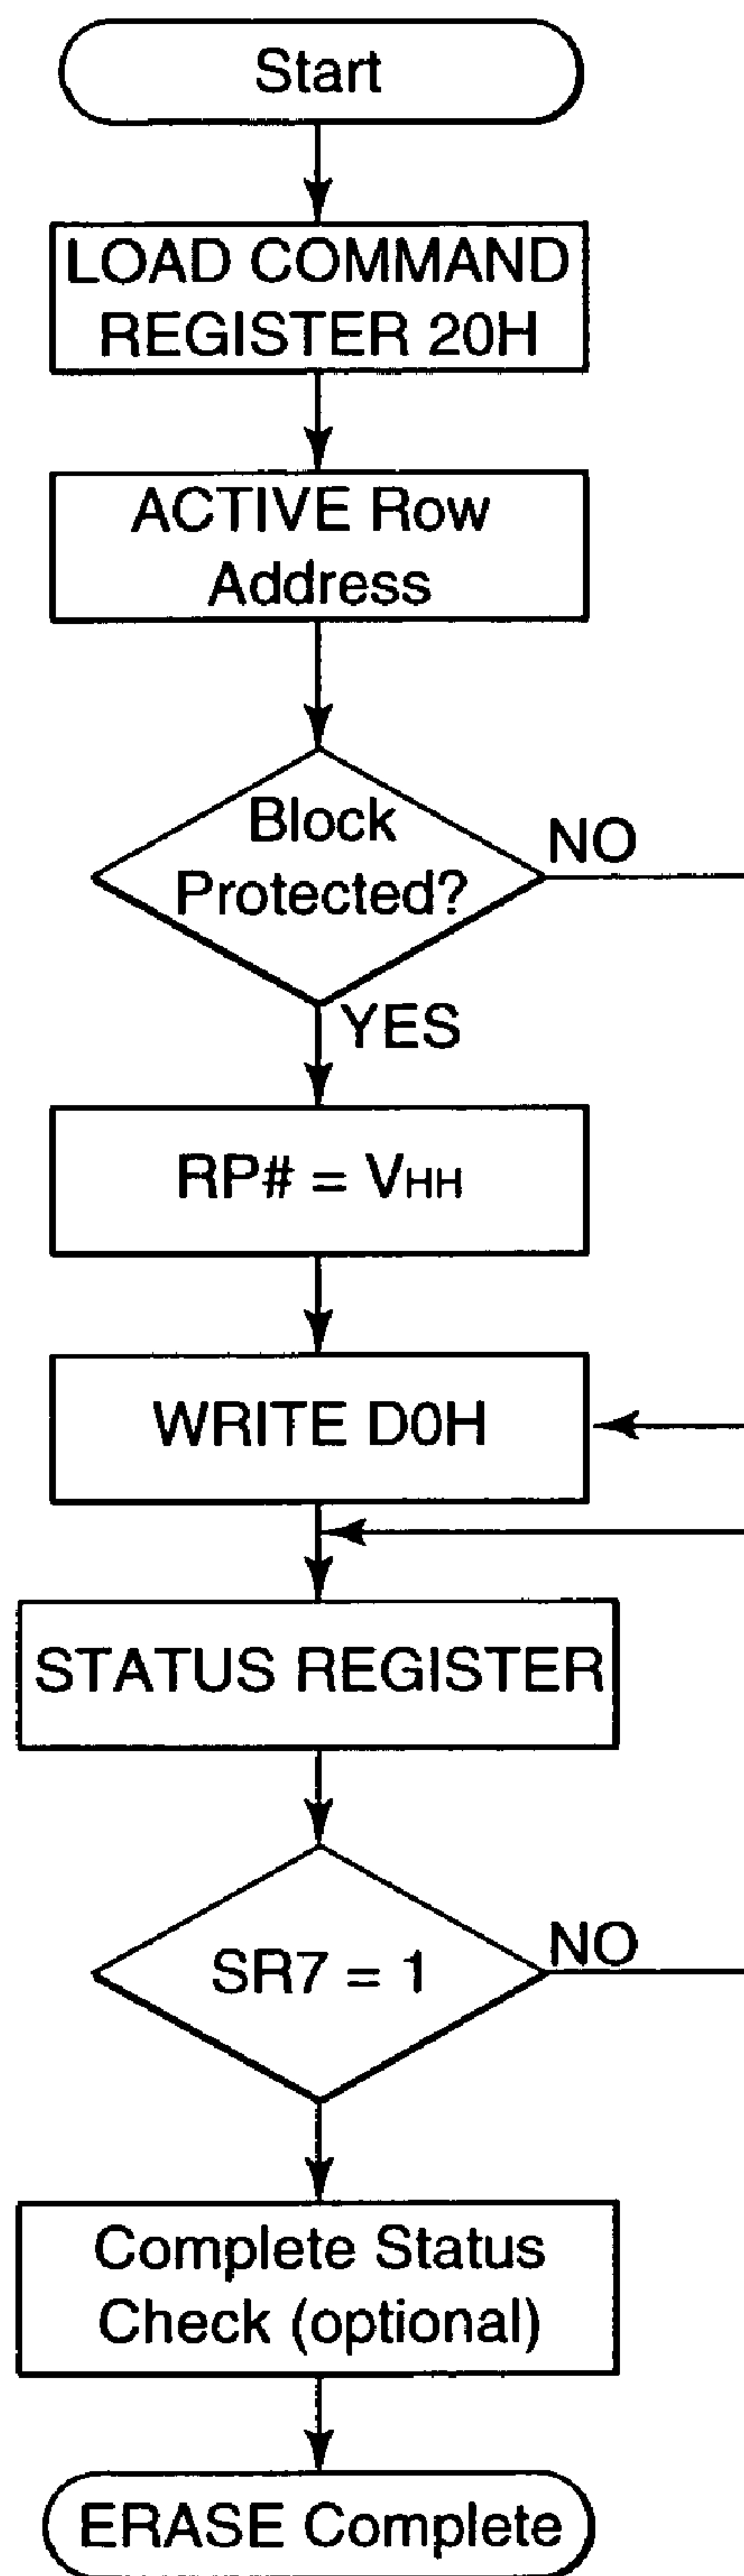 Start
LOAD COMMAND
REGISTER 20H
ACTIVE Row
Address
Block
Protected?
NO
YES
RP# = VHH
WRITE D0H
STATUS REGISTER
SR7 = 1
NO
Complete Status
Check (optional)
ERASE Complete